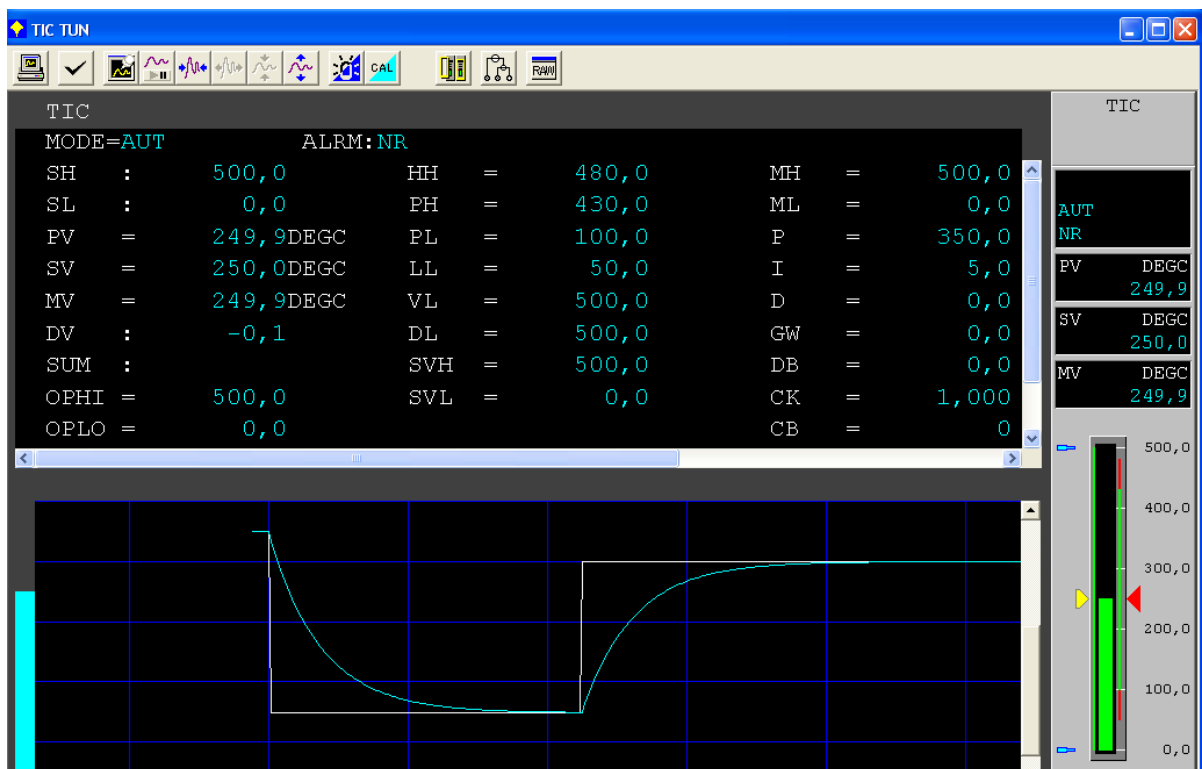 TIC TUN
CAL
RAW
TIC
MODE=AUT ALRM:NR
SH : 500,0 HH = 480,0 MH = 500,0
SL : 0,0 PH = 430,0 ML = 0,0
PV = 249,9DEGC PL = 100,0 P = 350,0
SV = 250,0DEGC LL = 50,0 I = 5,0
MV = 249,9DEGC VL = 500,0 D = 0,0
DV : -0,1 DL = 500,0 GW = 0,0
SUM : SVH = 500,0 DB = 0,0
OPHI = 500,0 SVL = 0,0 CK = 1,000
OPLO = 0,0 CB = 0
TIC
AUT
NR
PV DEGC
249,9
SV DEGC
250,0
MV DEGC
249,9
500,0
400,0
300,0
200,0
100,0
0,0